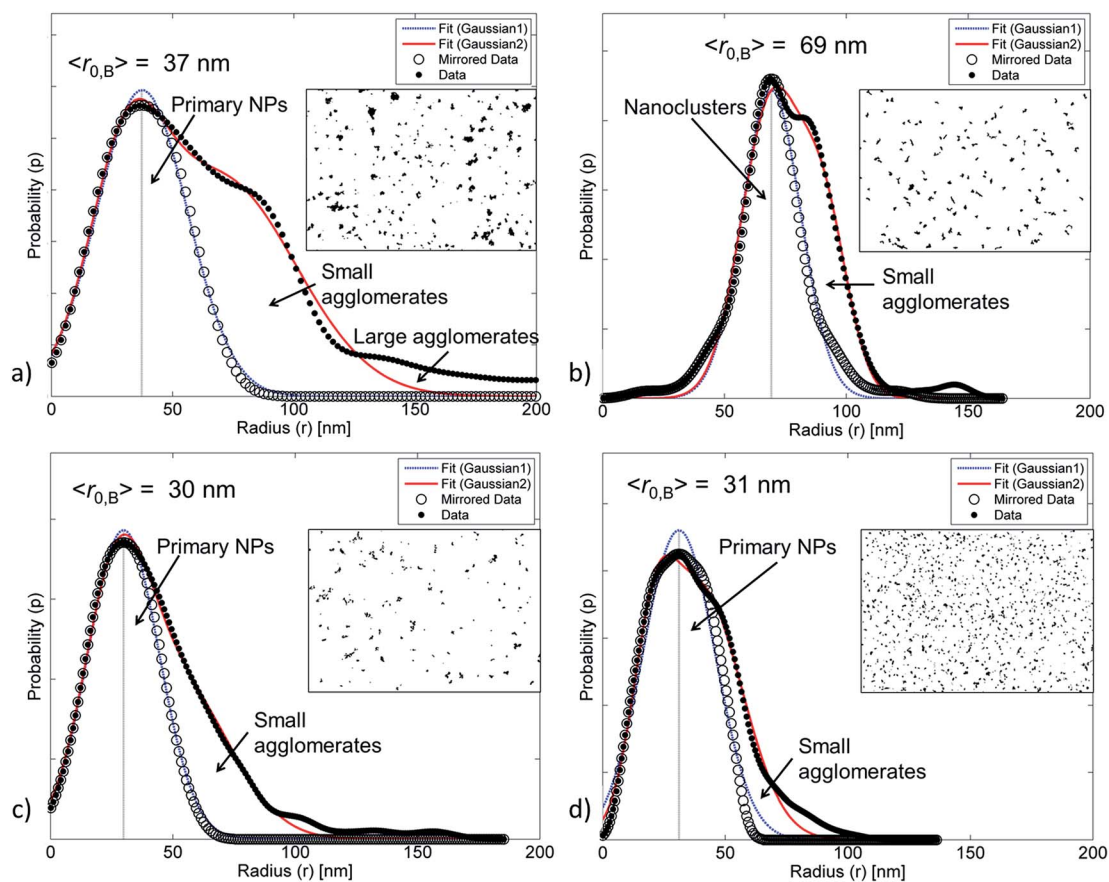 <r0,B> = 37 nm
Fit (Gaussian1)
Fit (Gaussian2)
Mirrored Data
Data
Primary NPs
Small
agglomerates
Large agglomerates
Probability (p)
a)
0 50 100 150 200
Radius (r) [nm]
<r0,B> = 69 nm
Fit (Gaussian1)
Fit (Gaussian2)
Mirrored Data
Data
Nanoclusters
Small
agglomerates
Probability (p)
b)
0 50 100 150 200
Radius (r) [nm]
<r0,B> = 30 nm
Fit (Gaussian1)
Fit (Gaussian2)
Mirrored Data
Data
Primary NPs
Small
agglomerates
Probability (p)
c)
0 50 100 150 200
Radius (r) [nm]
<r0,B> = 31 nm
Fit (Gaussian1)
Fit (Gaussian2)
Mirrored Data
Data
Primary NPs
Small
agglomerates
Probability (p)
d)
0 50 100 150 200
Radius (r) [nm]